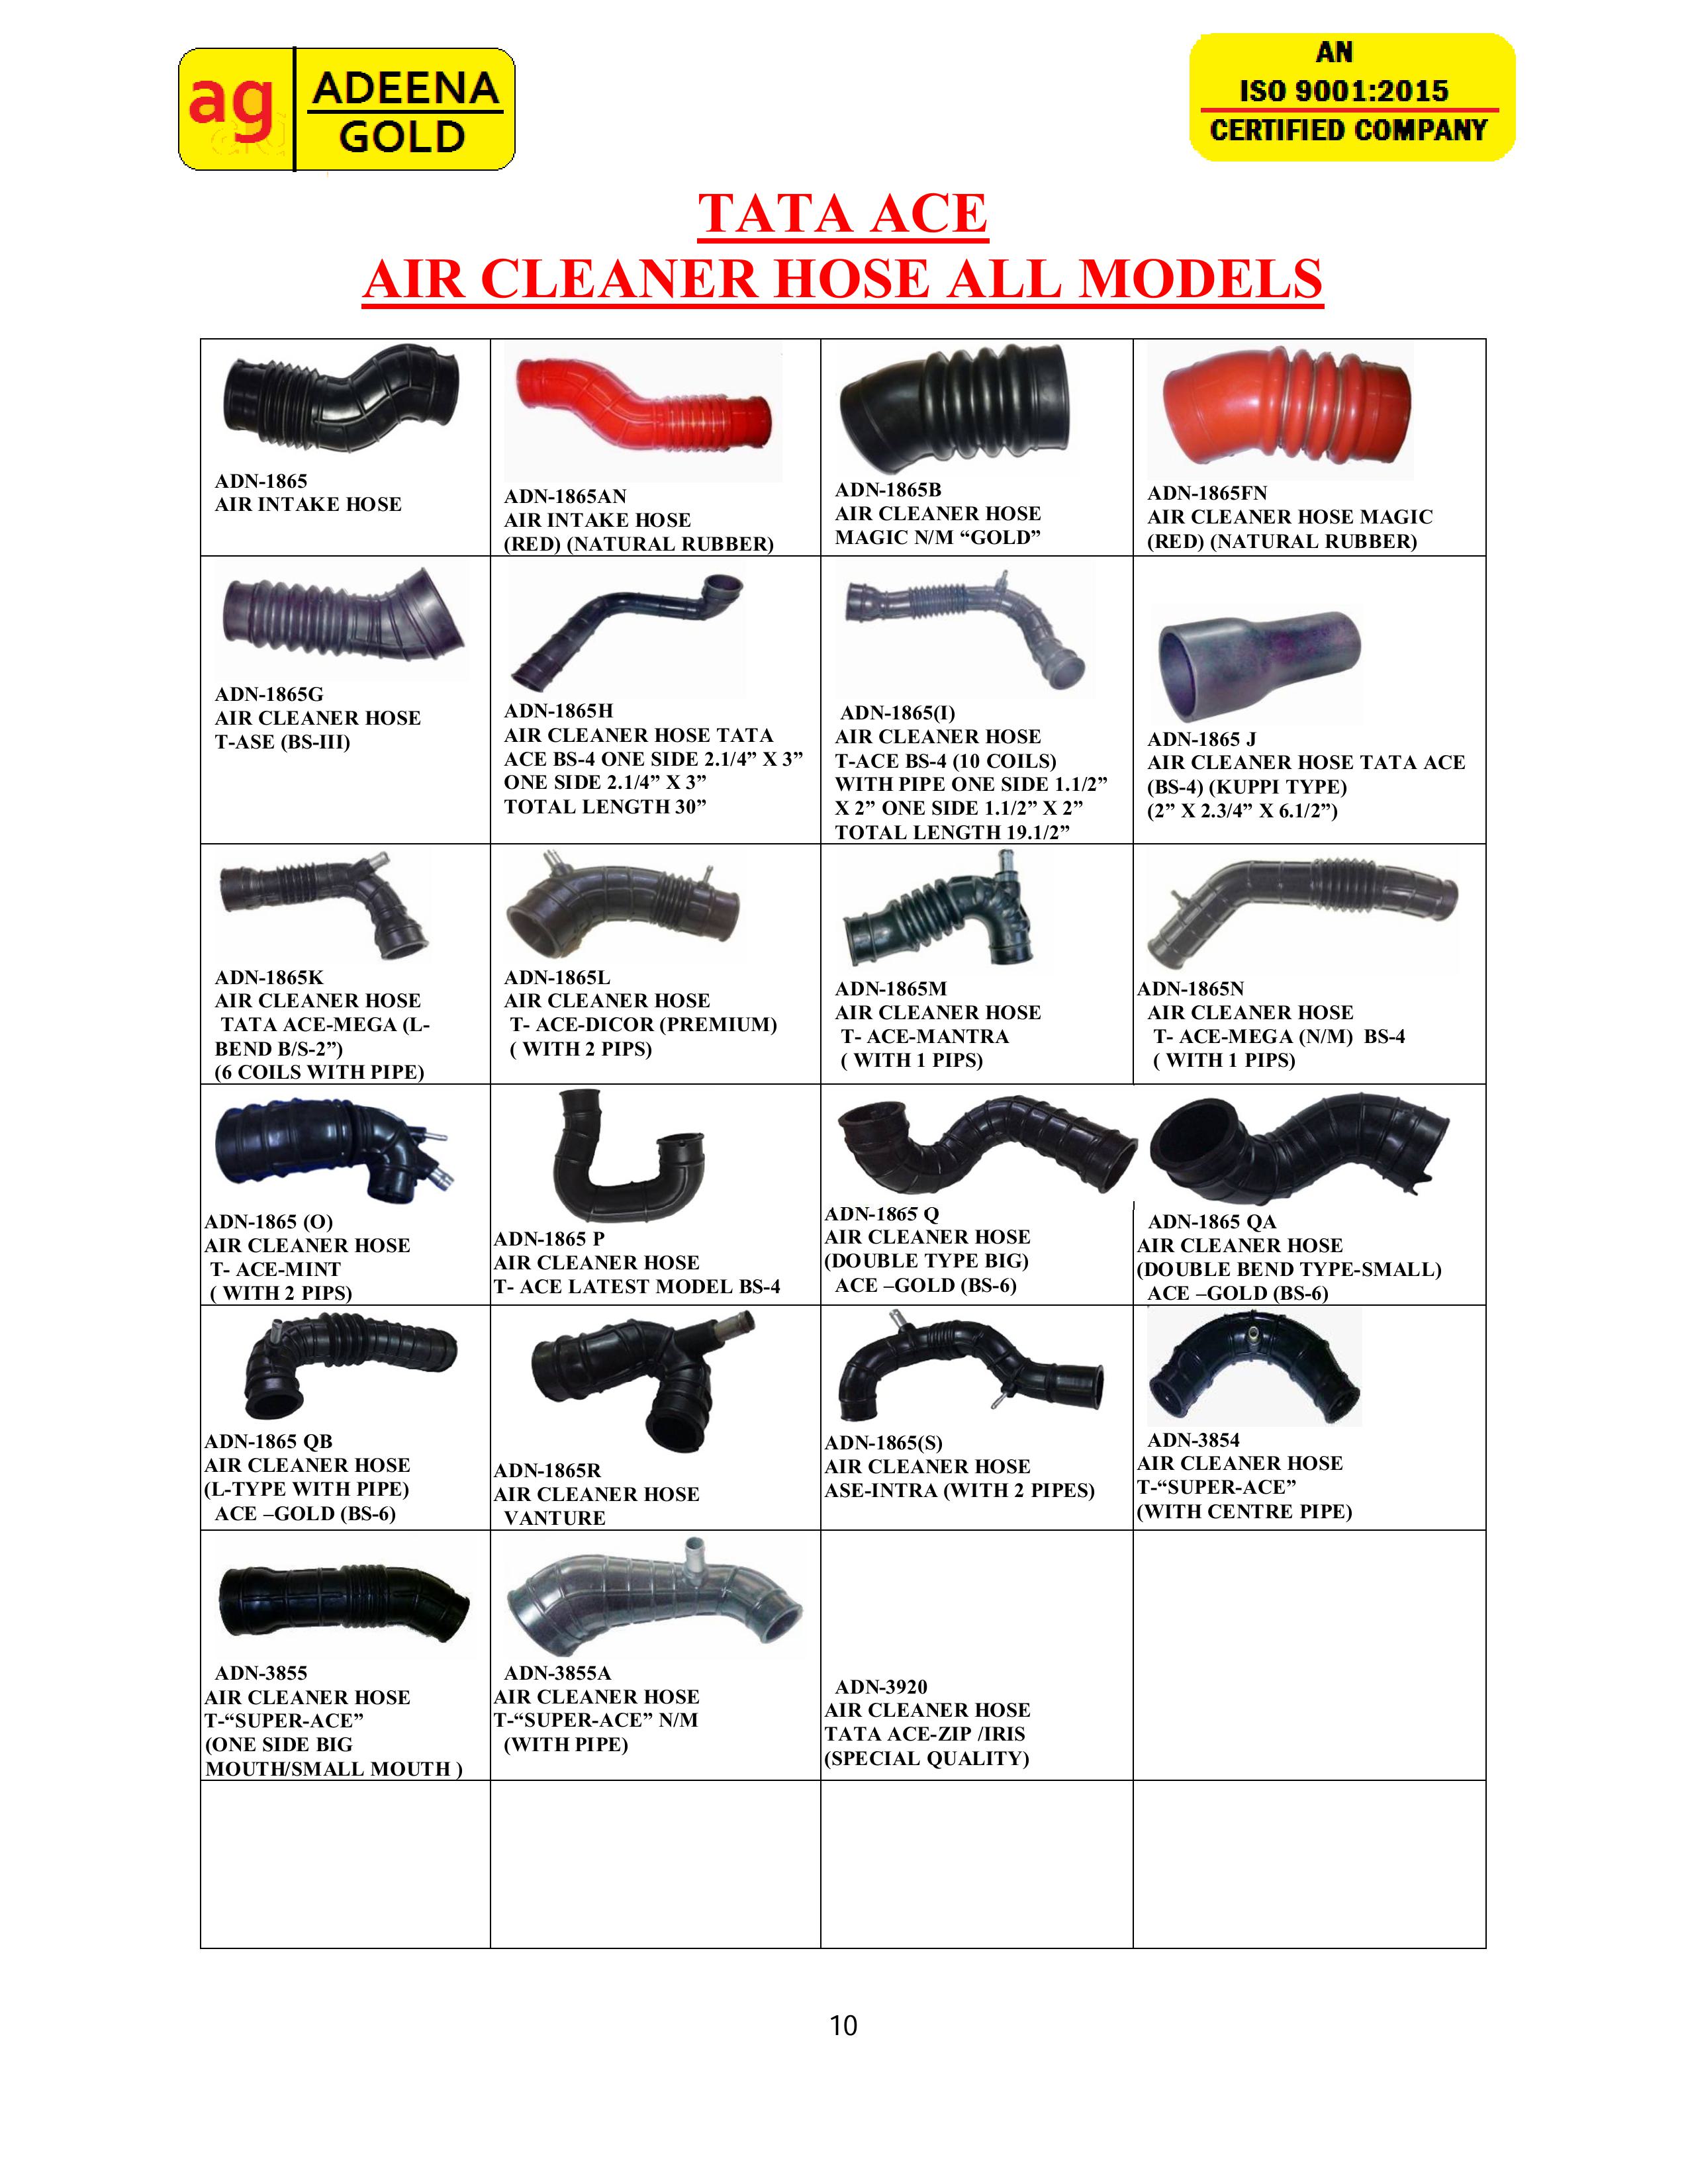 ag
ADEENA
GOLD
AN
ISO 9001:2015
CERTIFIED COMPANY
TATA ACE
AIR CLEANER HOSE ALL MODELS
ADN-1865
AIR INTAKE HOSE
ADN-1865AN
AIR INTAKE HOSE
(RED) (NATURAL RUBBER)
ADN-1865B
AIR CLEANER HOSE
MAGIC N/M “GOLD”
ADN-1865FN
AIR CLEANER HOSE MAGIC
(RED) (NATURAL RUBBER)
ADN-1865G
AIR CLEANER HOSE
T-ASE (BS-III)
ADN-1865H
AIR CLEANER HOSE TATA
ACE BS-4 ONE SIDE 2.1/4” X 3”
ONE SIDE 2.1/4” X 3”
TOTAL LENGTH 30”
ADN-1865(I)
AIR CLEANER HOSE
T-ACE BS-4 (10 COILS)
WITH PIPE ONE SIDE 1.1/2”
X 2” ONE SIDE 1.1/2” X 2”
TOTAL LENGTH 19.1/2”
ADN-1865 J
AIR CLEANER HOSE TATA ACE
(BS-4) (KUPPI TYPE)
(2” X 2.3/4” X 6.1/2”)
ADN-1865K
AIR CLEANER HOSE
TATA ACE-MEGA (L-
BEND B/S-2”)
(6 COILS WITH PIPE)
ADN-1865L
AIR CLEANER HOSE
T- ACE-DICOR (PREMIUM)
( WITH 2 PIPS)
ADN-1865M
AIR CLEANER HOSE
T- ACE-MANTRA
( WITH 1 PIPS)
ADN-1865N
AIR CLEANER HOSE
T- ACE-MEGA (N/M) BS-4
( WITH 1 PIPS)
ADN-1865 (O)
AIR CLEANER HOSE
T- ACE-MINT
( WITH 2 PIPS)
ADN-1865 P
AIR CLEANER HOSE
T- ACE LATEST MODEL BS-4
ADN-1865 Q
AIR CLEANER HOSE
(DOUBLE TYPE BIG)
ACE –GOLD (BS-6)
ADN-1865 QA
AIR CLEANER HOSE
(DOUBLE BEND TYPE-SMALL)
ACE –GOLD (BS-6)
ADN-1865 QB
AIR CLEANER HOSE
(L-TYPE WITH PIPE)
ACE –GOLD (BS-6)
ADN-1865R
AIR CLEANER HOSE
VANTURE
ADN-1865(S)
AIR CLEANER HOSE
ASE-INTRA (WITH 2 PIPES)
ADN-3854
AIR CLEANER HOSE
T-“SUPER-ACE”
(WITH CENTRE PIPE)
ADN-3855
AIR CLEANER HOSE
T-“SUPER-ACE”
(ONE SIDE BIG
MOUTH/SMALL MOUTH )
ADN-3855A
AIR CLEANER HOSE
T-“SUPER-ACE” N/M
(WITH PIPE)
ADN-3920
AIR CLEANER HOSE
TATA ACE-ZIP /IRIS
(SPECIAL QUALITY)
10